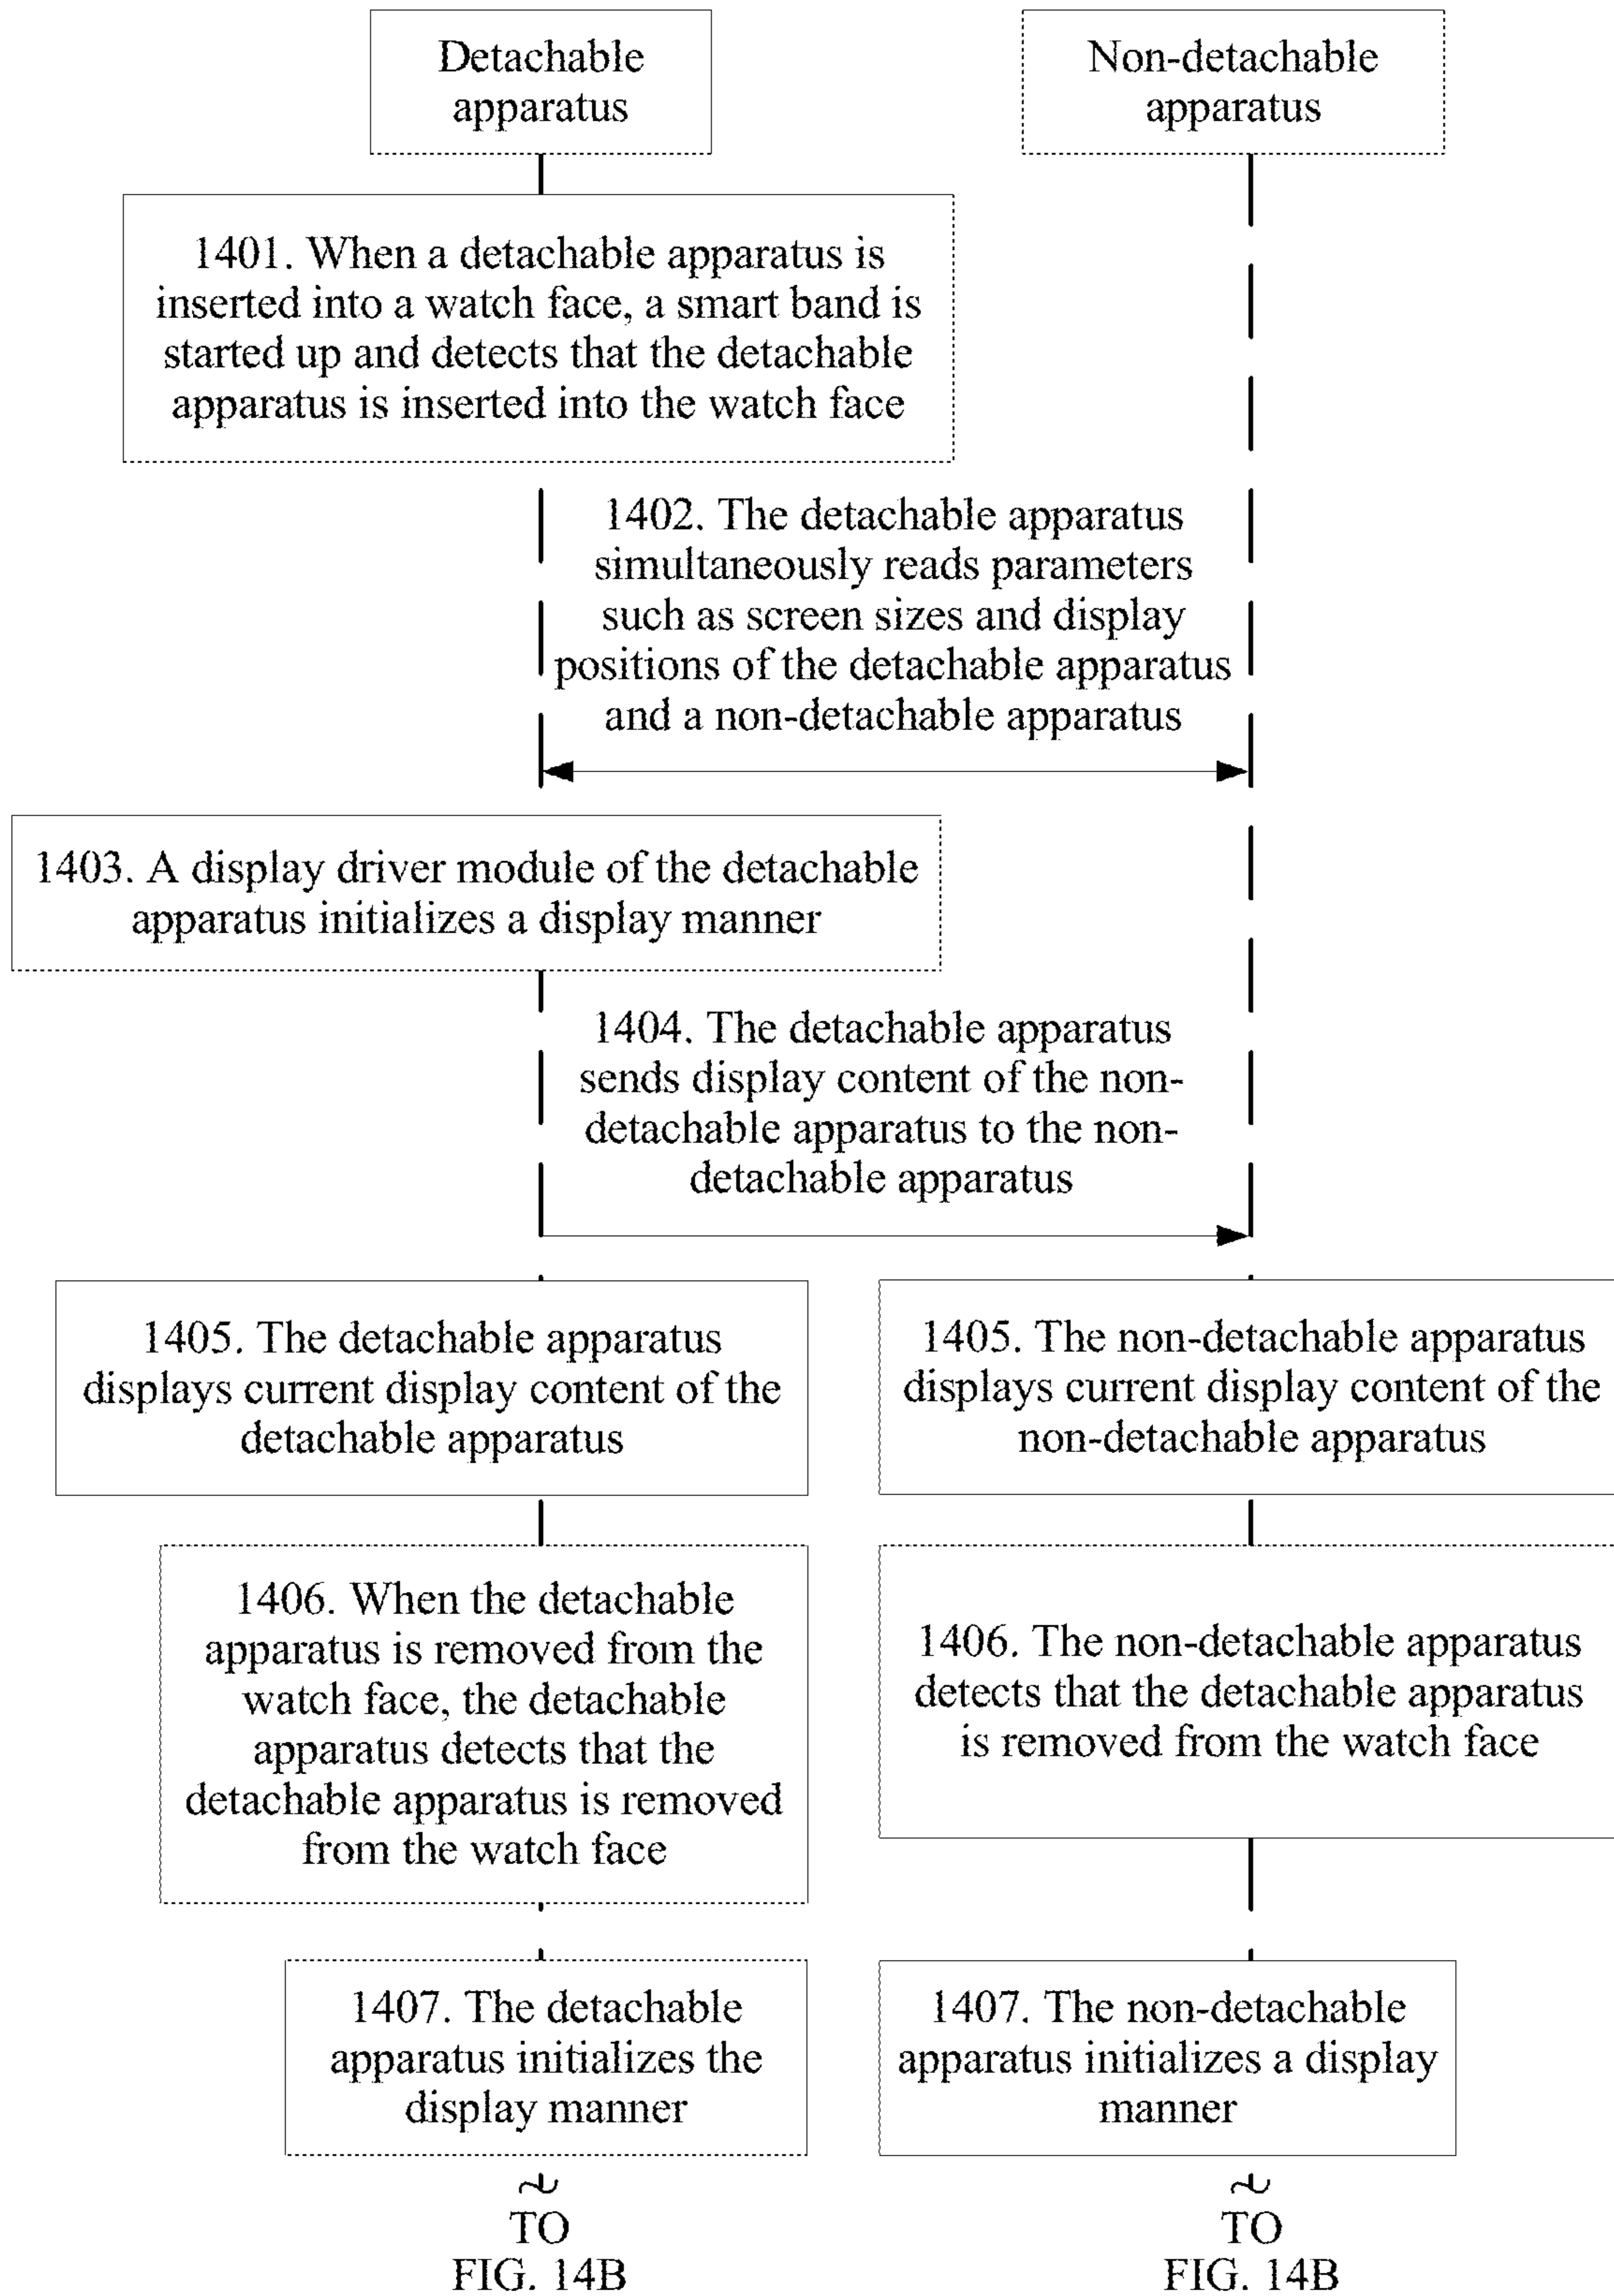 Detachable
apparatus
Non-detachable
apparatus
1401. When a detachable apparatus is
inserted into a watch face, a smart band is
started up and detects that the detachable
apparatus is inserted into the watch face
1402. The detachable apparatus
simultaneously reads parameters
such as screen sizes and display
positions of the detachable apparatus
and a non-detachable apparatus
1403. A display driver module of the detachable
apparatus initializes a display manner
1404. The detachable apparatus
sends display content of the non-
detachable apparatus to the non-
detachable apparatus
1405. The detachable apparatus
displays current display content of the
detachable apparatus
1405. The non-detachable apparatus
displays current display content of the
non-detachable apparatus
1406. When the detachable
apparatus is removed from the
watch face, the detachable
apparatus detects that the
detachable apparatus is removed
from the watch face
1406. The non-detachable apparatus
detects that the detachable apparatus
is removed from the watch face
1407. The detachable
apparatus initializes the
display manner
1407. The non-detachable
apparatus initializes a display
manner
TO
FIG. 14B
TO
FIG. 14B